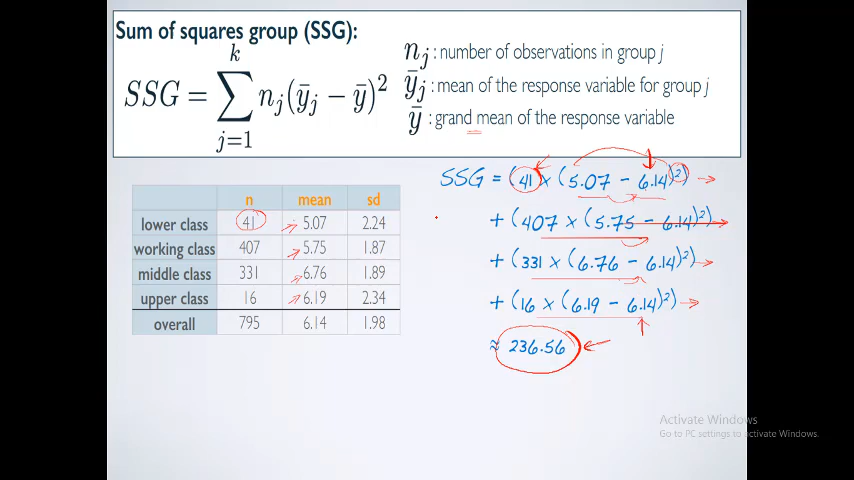 Sum of squares group (SSG):
SSG = \sum_{j=1}^{k} n_j(ȳ_j − ȳ)²
n_j : number of observations in group j
ȳ_j : mean of the response variable for group j
ȳ : grand mean of the response variable
n mean sd
lower class 41 5.07 2.24
working class 407 5.75 1.87
middle class 331 6.76 1.89
upper class 16 6.19 2.34
overall 795 6.14 1.98
SSG = (41 × (5.07 − 6.14)²)
+ (407 × (5.75 − 6.14)²)
+ (331 × (6.76 − 6.14)²)
+ (16 × (6.19 − 6.14)²)
≈ 236.56
Activate Windows
Go to PC settings to activate Windows.